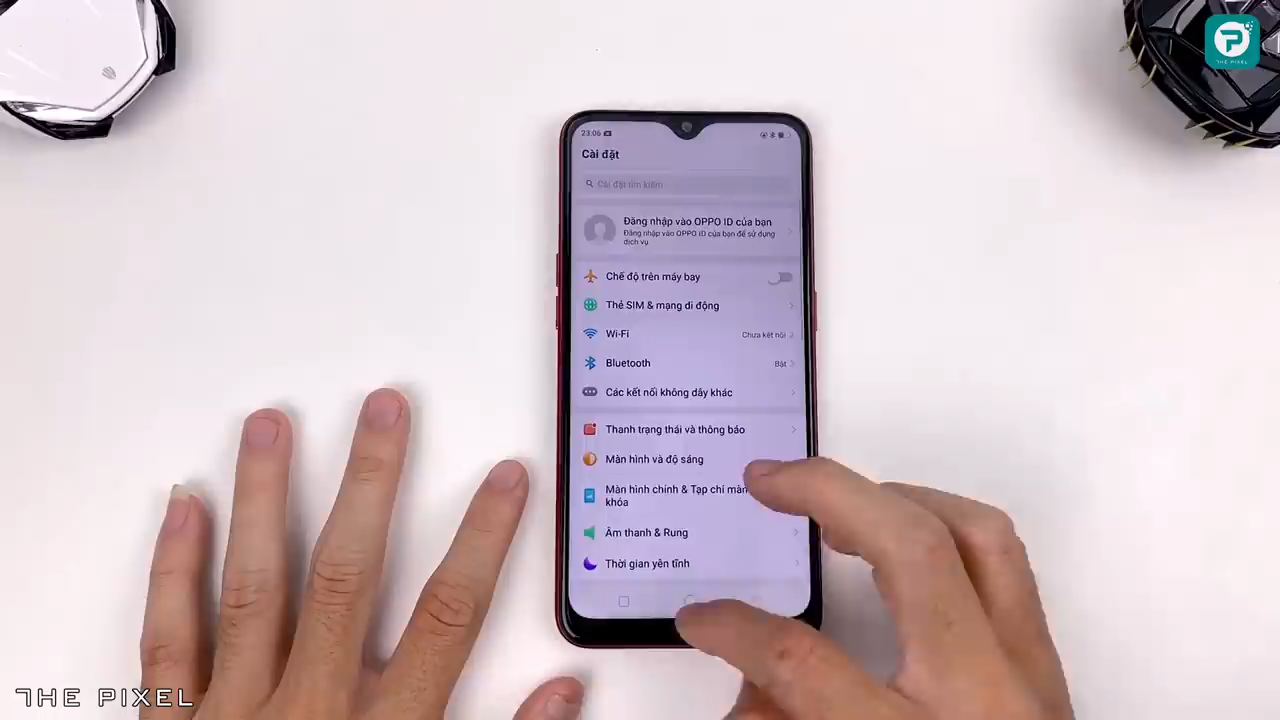 THE PIXEL
23:06
Cài đặt
Cài đặt tìm kiếm
Đăng nhập vào OPPO ID của bạn
Đăng nhập vào OPPO ID của bạn để sử dụng
dịch vụ
Chế độ trên máy bay
Thẻ SIM & mạng di động
Wi-Fi
Chưa kết nối
Bluetooth
Bật
Các kết nối không dây khác
Thanh trạng thái và thông báo
Màn hình và độ sáng
Màn hình chính & Tạp chí màn
khóa
Âm thanh & Rung
Thời gian yên tĩnh
THE PIXEL